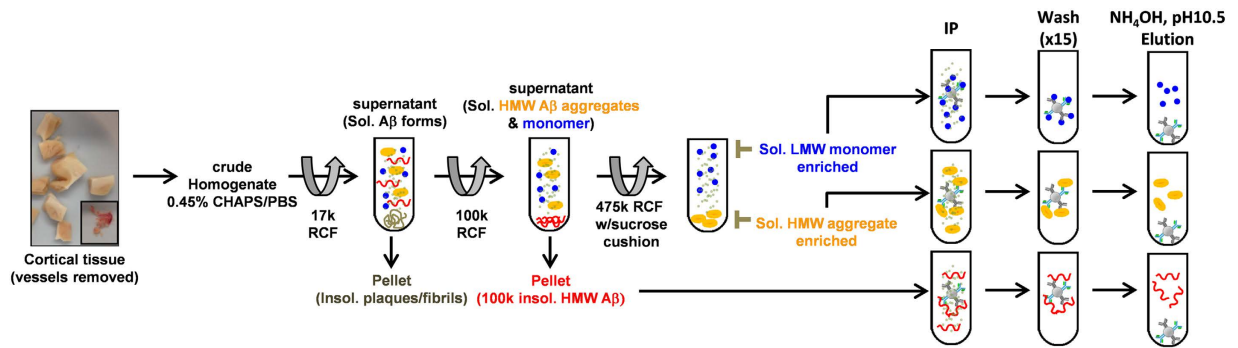 Cortical tissue
(vessels removed)
crude
Homogenate
0.45% CHAPS/PBS
17k
RCF
supernatant
(Sol. Aβ forms)
Pellet
(Insol. plaques/fibrils)
100k
RCF
supernatant
(Sol. HMW Aβ aggregates
& monomer)
Pellet
(100k insol. HMW Aβ)
475k RCF
w/sucrose
cushion
Sol. LMW monomer
enriched
Sol. HMW aggregate
enriched
IP
Wash
(x15)
NH₄OH, pH10.5
Elution